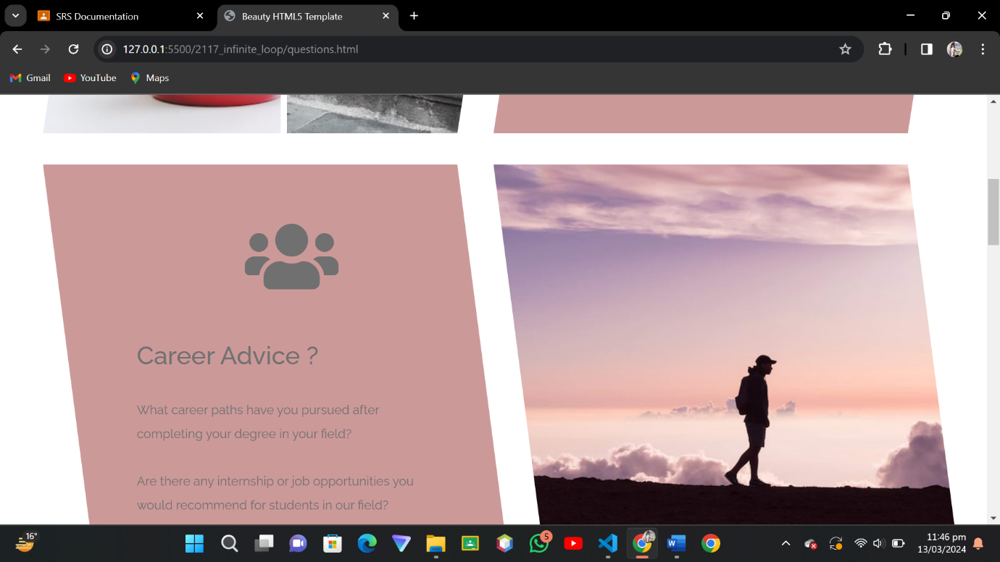 SRS Documentation
Beauty HTML5 Template
127.0.0.1:5500/2117_infinite_loop/questions.html
Gmail
YouTube
Maps
Career Advice ?
What career paths have you pursued after
completing your degree in your field?
Are there any internship or job opportunities you
would recommend for students in our field?
16°
5
W
11:46 pm
13/03/2024